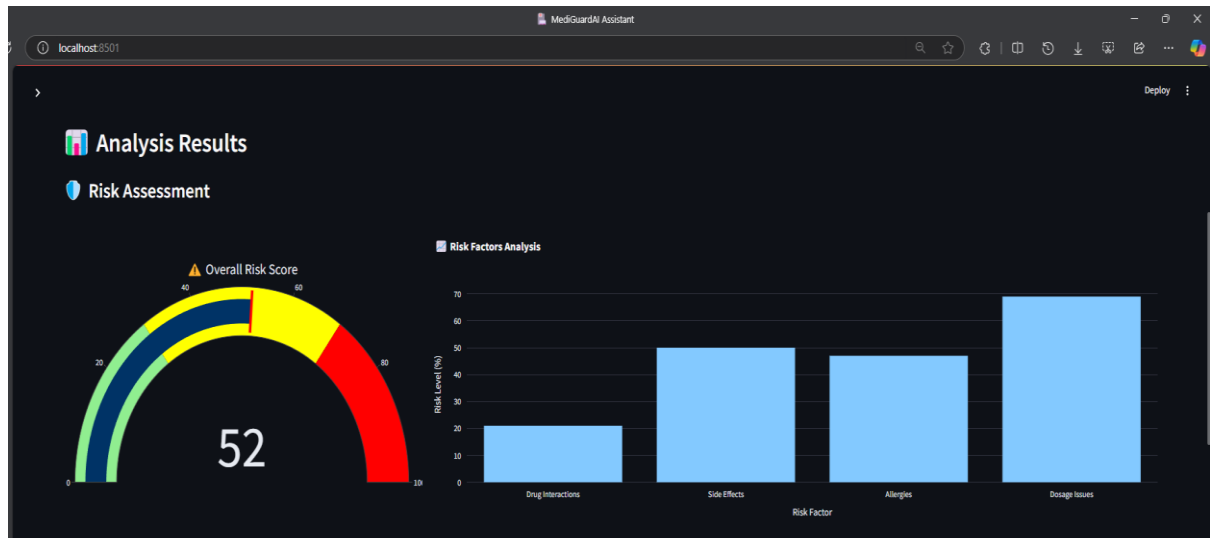 MediGuardAI Assistant
localhost:8501
Deploy
Analysis Results
Risk Assessment
Risk Factors Analysis
Overall Risk Score
0
20
40
60
80
10
52
70
60
50
40
30
20
10
0
Risk Level (%)
Drug Interactions
Side Effects
Allergies
Dosage Issues
Risk Factor